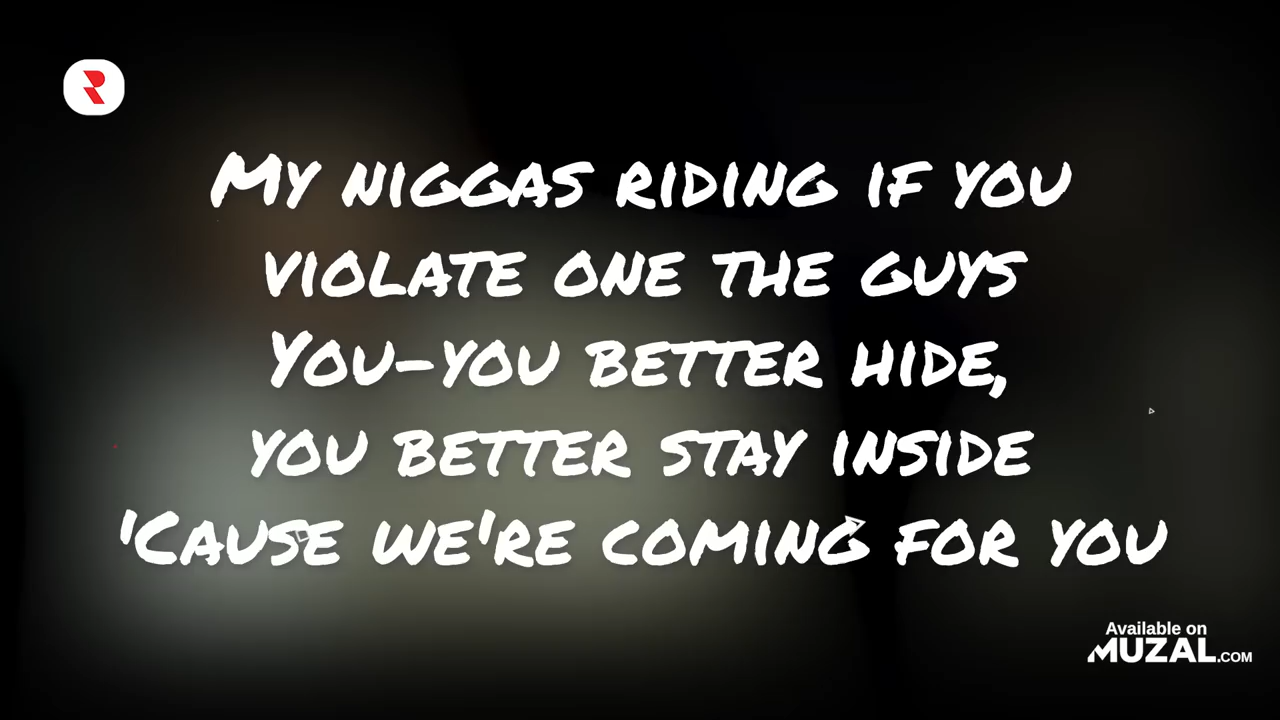 My niggas riding if you
violate one the guys
You-you better hide,
you better stay inside
'Cause we're coming for you
Available on
MUZAL.COM